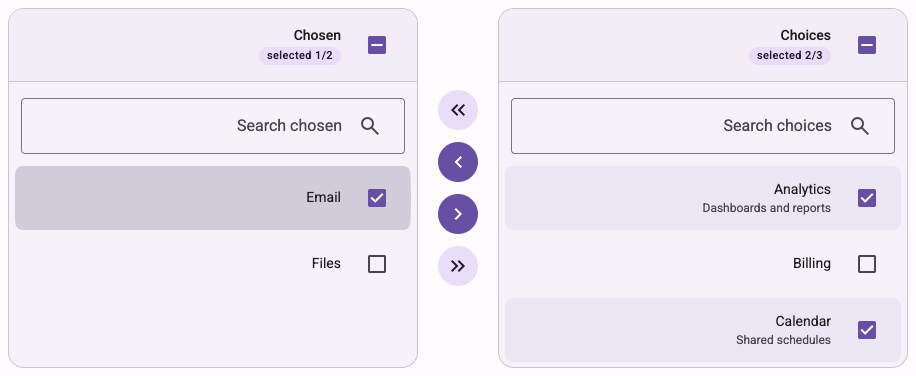 Chosen
selected 1/2
Search chosen
Email
Files
Choices
selected 2/3
Search choices
Analytics
Dashboards and reports
Billing
Calendar
Shared schedules